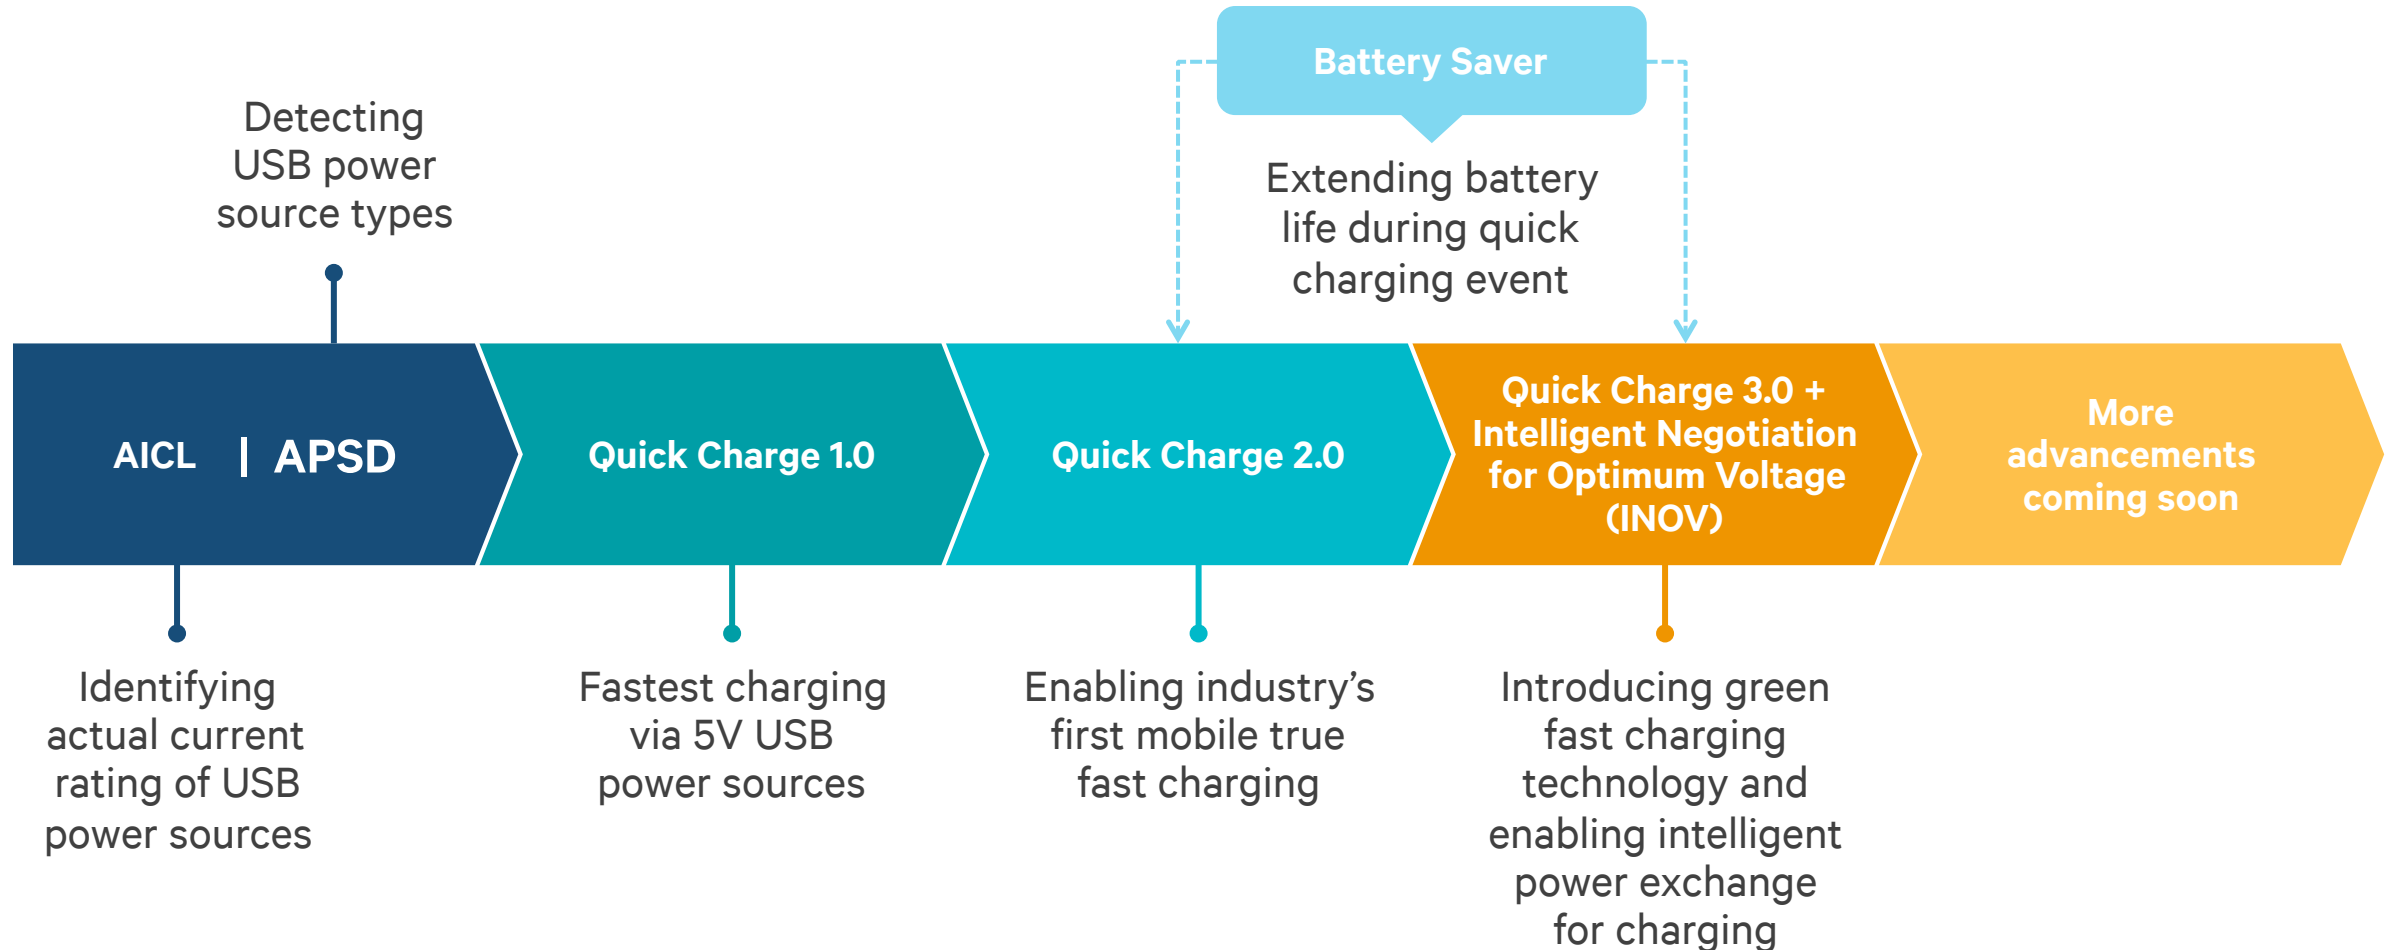 Battery Saver
Extending battery
life during quick
charging event
Detecting
USB power
source types
AICL | APSD
Quick Charge 1.0
Quick Charge 2.0
Quick Charge 3.0 +
Intelligent Negotiation
for Optimum Voltage
(INOV)
More
advancements
coming soon
Identifying
actual current
rating of USB
power sources
Fastest charging
via 5V USB
power sources
Enabling industry’s
first mobile true
fast charging
Introducing green
fast charging
technology and
enabling intelligent
power exchange
for charging